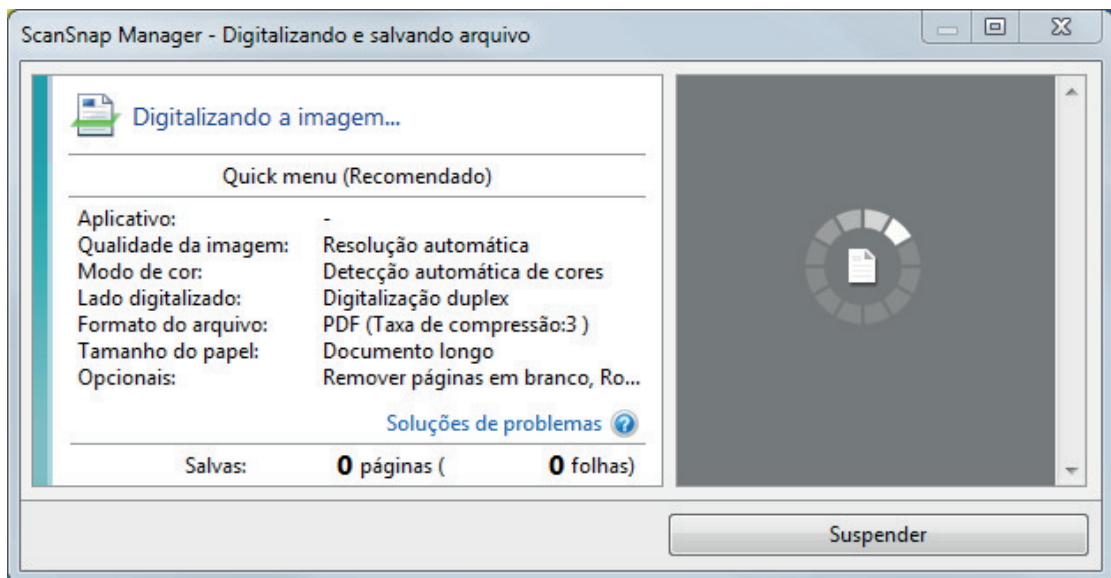 ScanSnap Manager - Digitalizando e salvando arquivo
Digitalizando a imagem...
Quick menu (Recomendado)
Aplicativo: -
Qualidade da imagem: Resolução automática
Modo de cor: Detecção automática de cores
Lado digitalizado: Digitalização duplex
Formato do arquivo: PDF (Taxa de compressão:3 )
Tamanho do papel: Documento longo
Opcionais: Remover páginas em branco, Ro...
Soluções de problemas ?
Salvas: 0 páginas ( 0 folhas)
Suspender